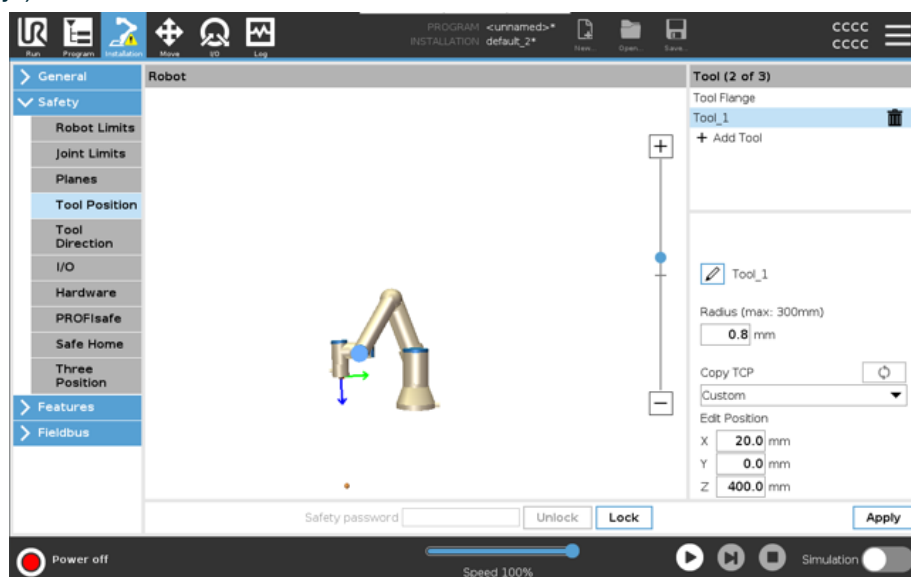 y,
Run Program Installation Move I/O Log
PROGRAM <unnamed>*
INSTALLATION default_2*
New... Open... Save...
cccc
cccc
General
Safety
Robot Limits
Joint Limits
Planes
Tool Position
Tool
Direction
I/O
Hardware
PROFIsafe
Safe Home
Three
Position
Features
Fieldbus
Robot
Tool (2 of 3)
Tool Flange
Tool_1
+ Add Tool
Tool_1
Radius (max: 300mm)
0.8 mm
Copy TCP
Custom
Edit Position
X 20.0 mm
Y 0.0 mm
Z 400.0 mm
Safety password Unlock Lock Apply
Power off
Speed 100%
Simulation